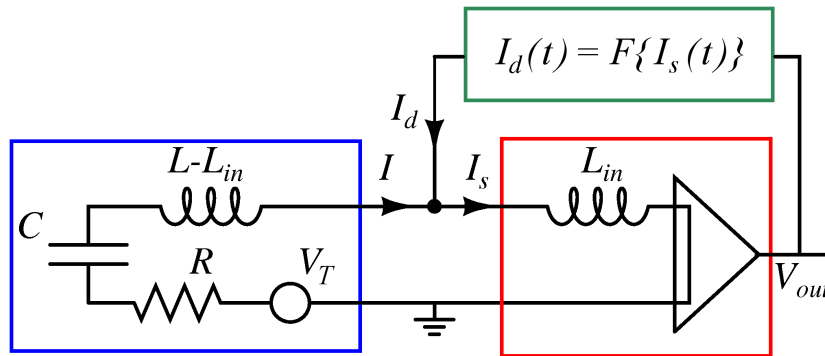 I_d(t) = F{I_s(t)}
I_d
L-L_in
I
I_s
L_in
C
R
V_T
V_out